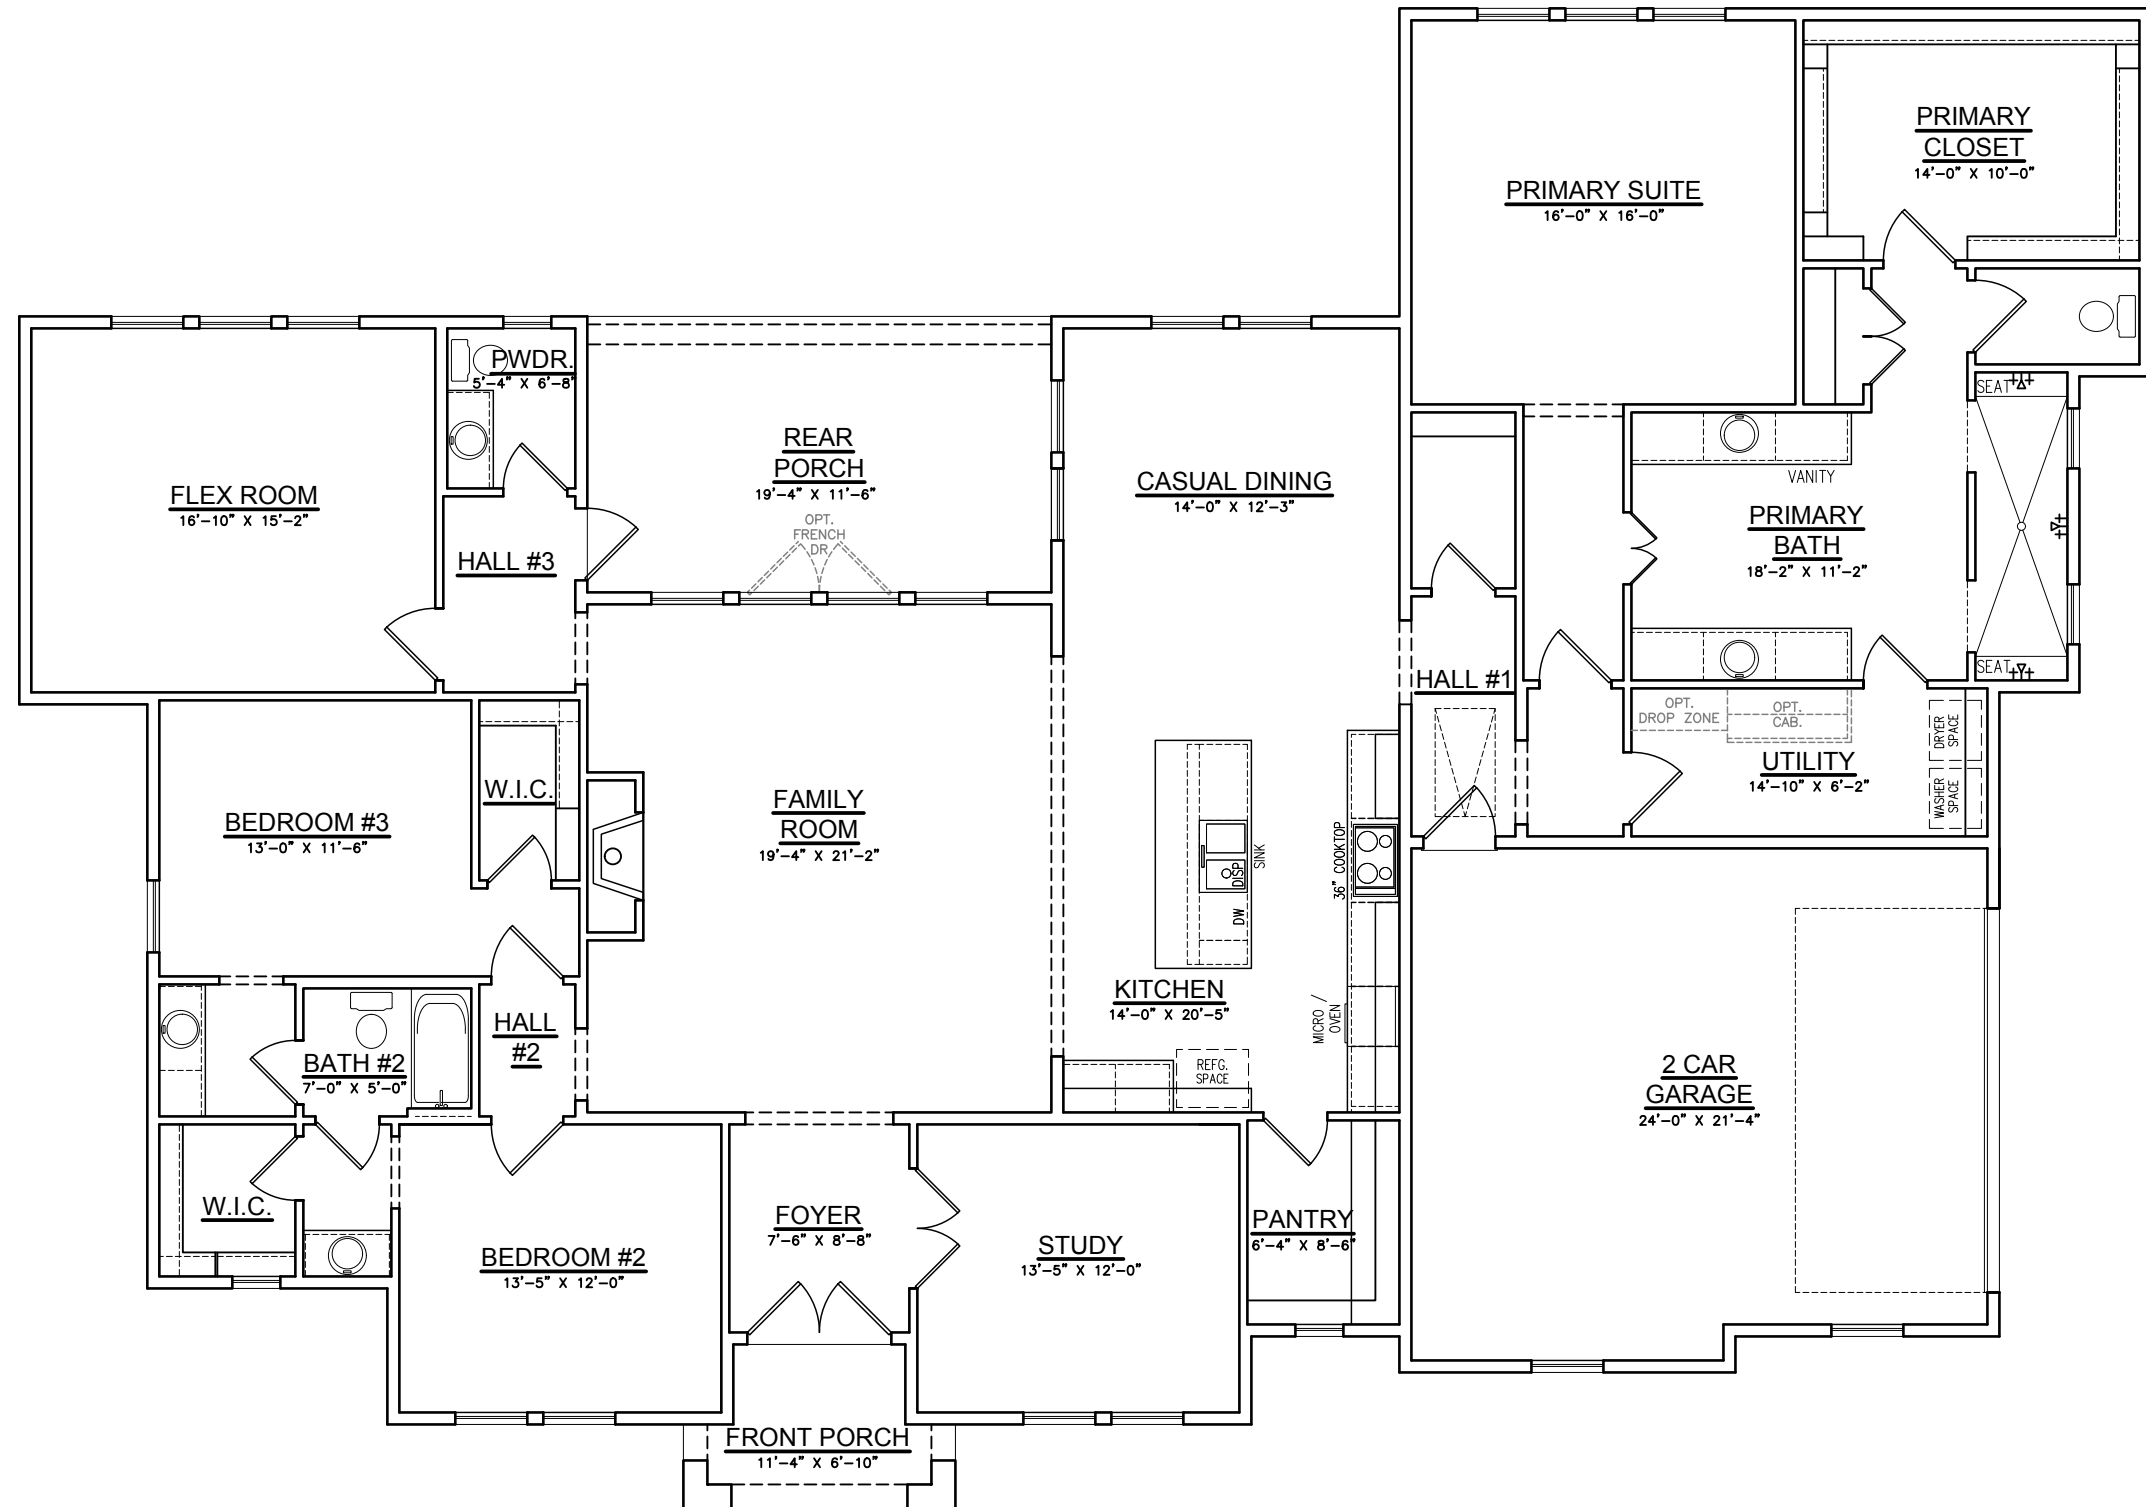 PRIMARY
CLOSET
14'-0" X 10'-0"
PRIMARY SUITE
16'-0" X 16'-0"
PWDR.
5'-4" X 6'-8"
SEAT
REAR
PORCH
19'-4" X 11'-6"
OPT.
FRENCH
DR
CASUAL DINING
14'-0" X 12'-3"
VANITY
FLEX ROOM
16'-10" X 15'-2"
PRIMARY
BATH
18'-2" X 11'-2"
HALL #3
HALL #1
SEAT
OPT.
DROP ZONE
OPT.
CAB.
DRYER
SPACE
UTILITY
14'-10" X 6'-2"
WASHER
SPACE
W.I.C.
FAMILY
ROOM
19'-4" X 21'-2"
BEDROOM #3
13'-0" X 11'-6"
SINK
DISP
DW
36" COOKTOP
KITCHEN
14'-0" X 20'-5"
MICRO /
OVEN
HALL
#2
BATH #2
7'-0" X 5'-0"
REFG.
SPACE
2 CAR
GARAGE
24'-0" X 21'-4"
W.I.C.
FOYER
7'-6" X 8'-8"
PANTRY
6'-4" X 8'-6"
BEDROOM #2
13'-5" X 12'-0"
STUDY
13'-5" X 12'-0"
FRONT PORCH
11'-4" X 6'-10"